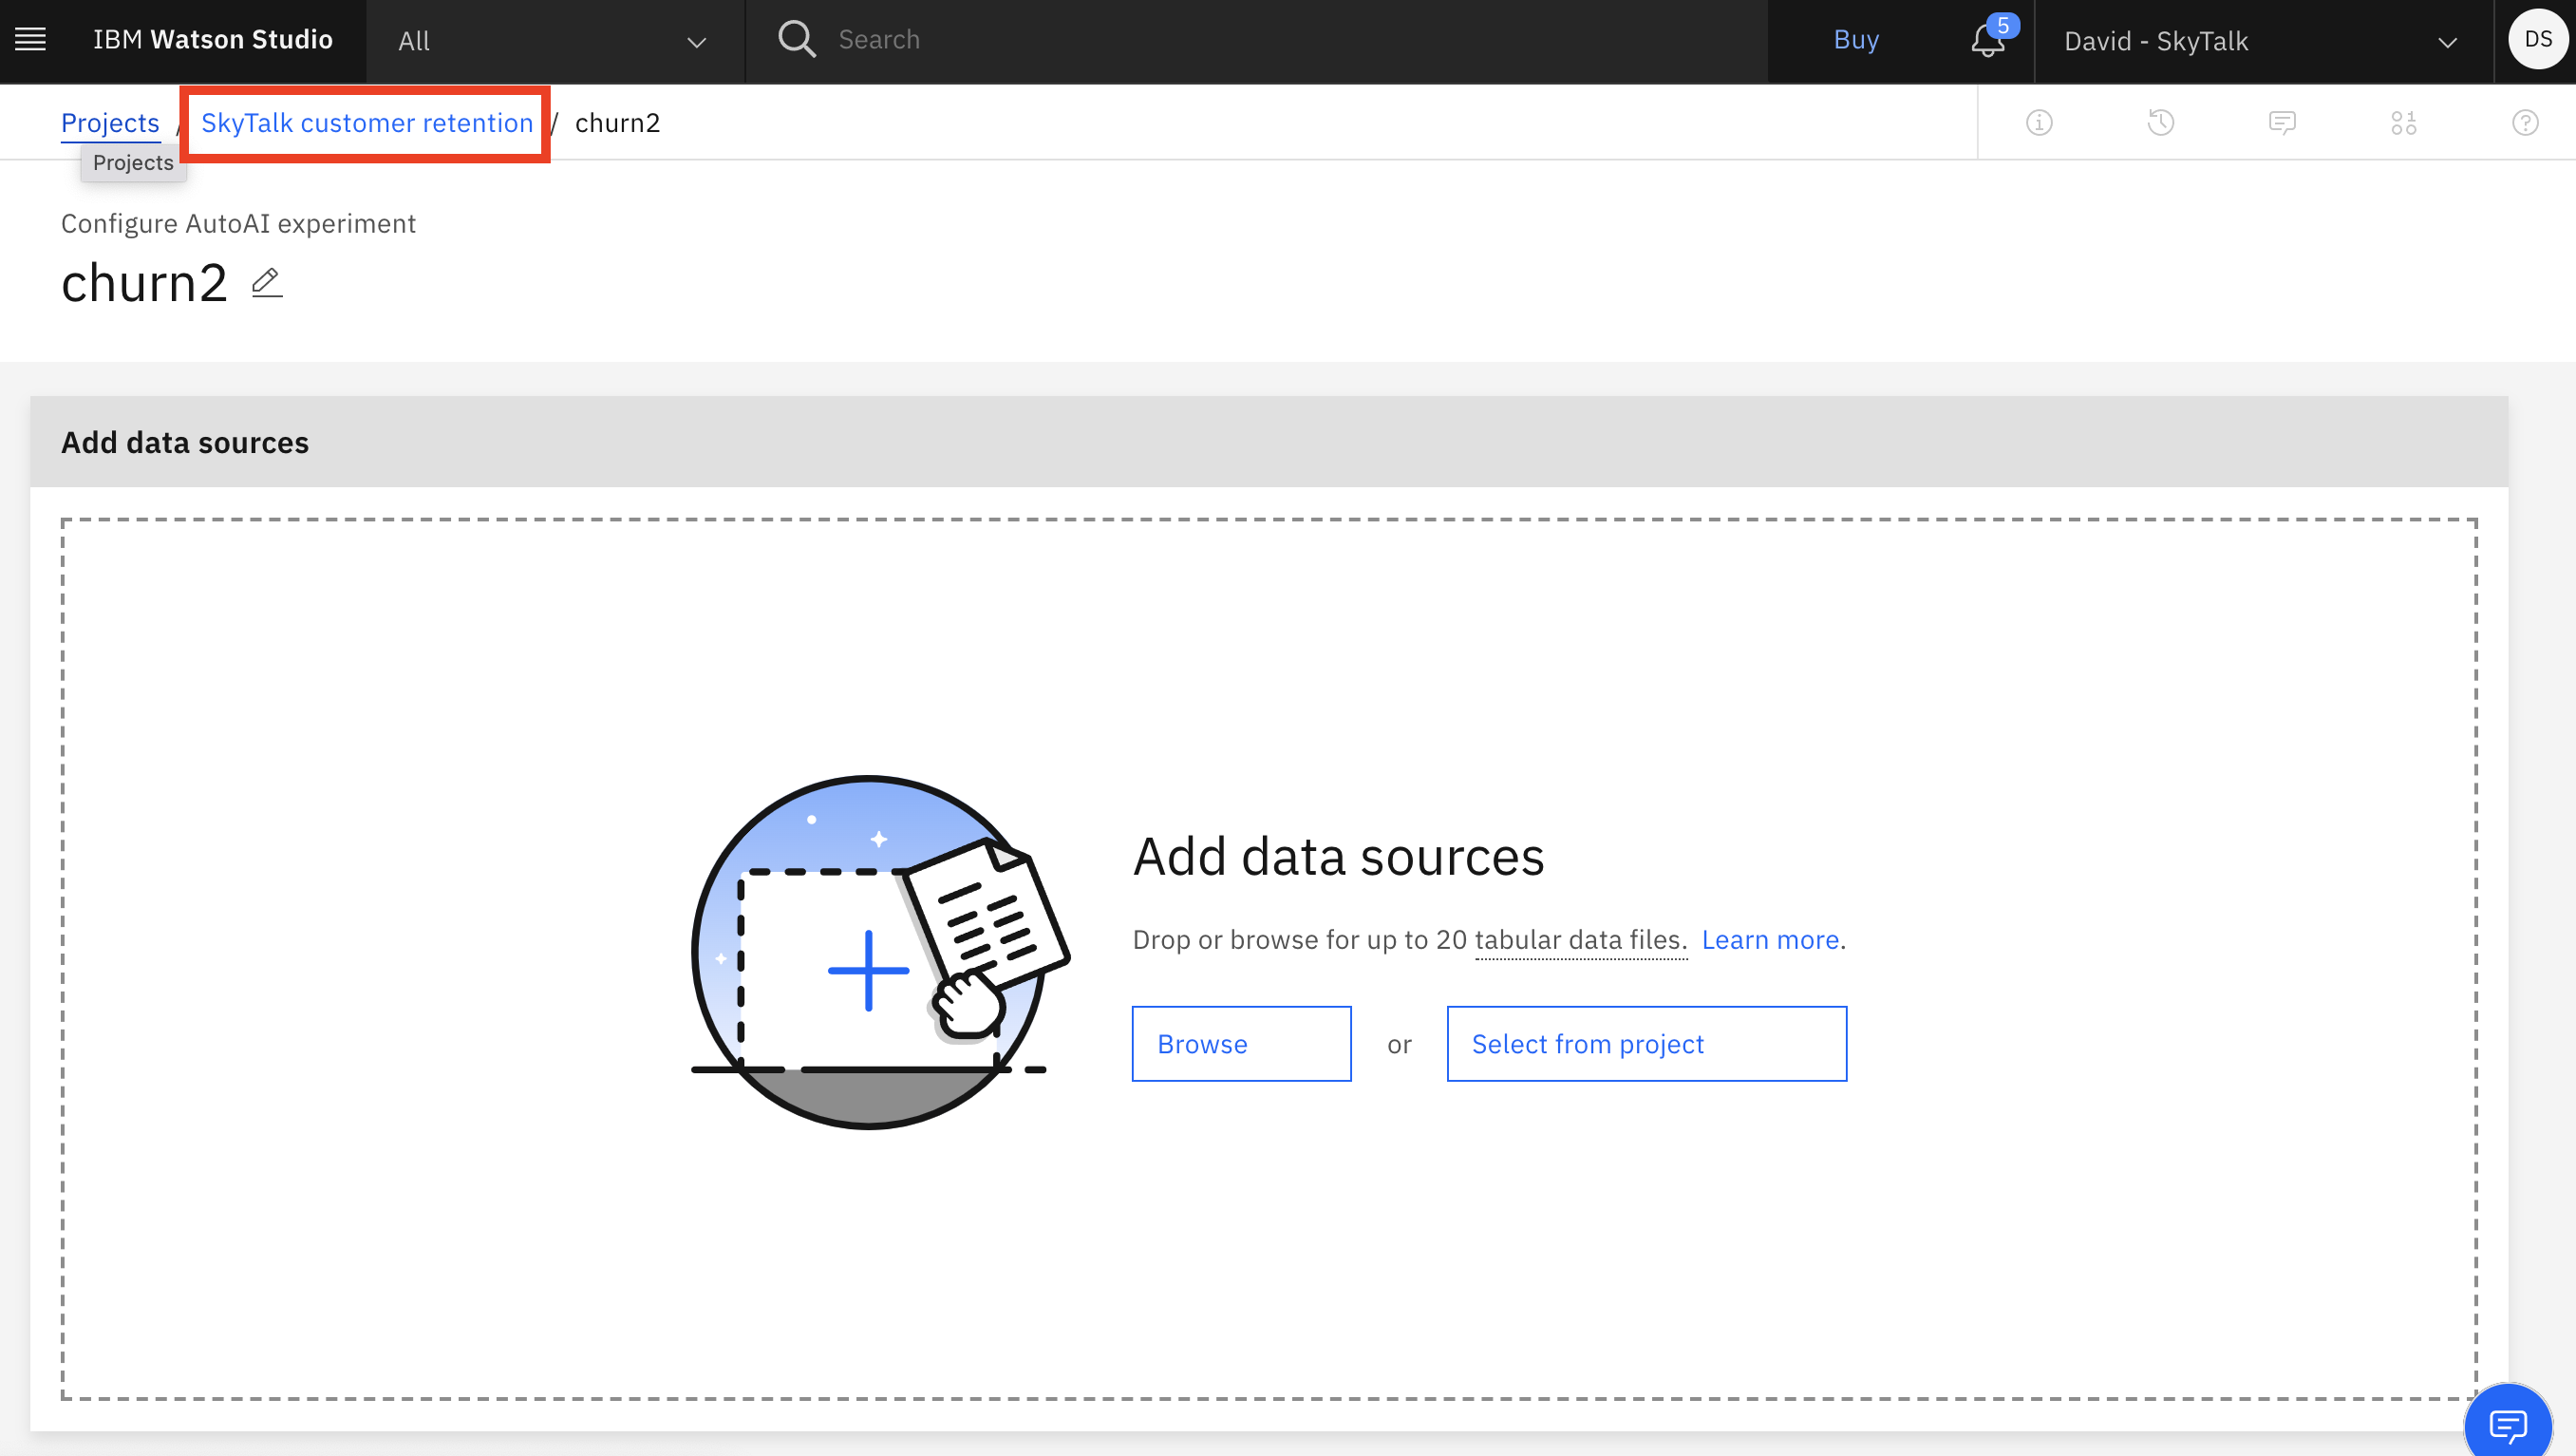 IBM Watson Studio
All
Search
Buy
5
David - SkyTalk
DS
Projects / SkyTalk customer retention / churn2
Projects
Configure AutoAI experiment
churn2
Add data sources
Add data sources
Drop or browse for up to 20 tabular data files. Learn more.
Browse or Select from project